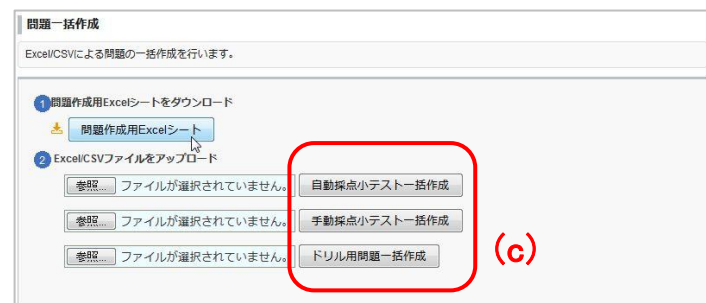 問題一括作成
Excel/CSVによる問題の一括作成を行います。
1 問題作成用Excelシートをダウンロード
問題作成用Excelシート
2 Excel/CSVファイルをアップロード
参照... ファイルが選択されていません。 自動採点小テスト一括作成
参照... ファイルが選択されていません。 手動採点小テスト一括作成
参照... ファイルが選択されていません。 ドリル用問題一括作成
(c)